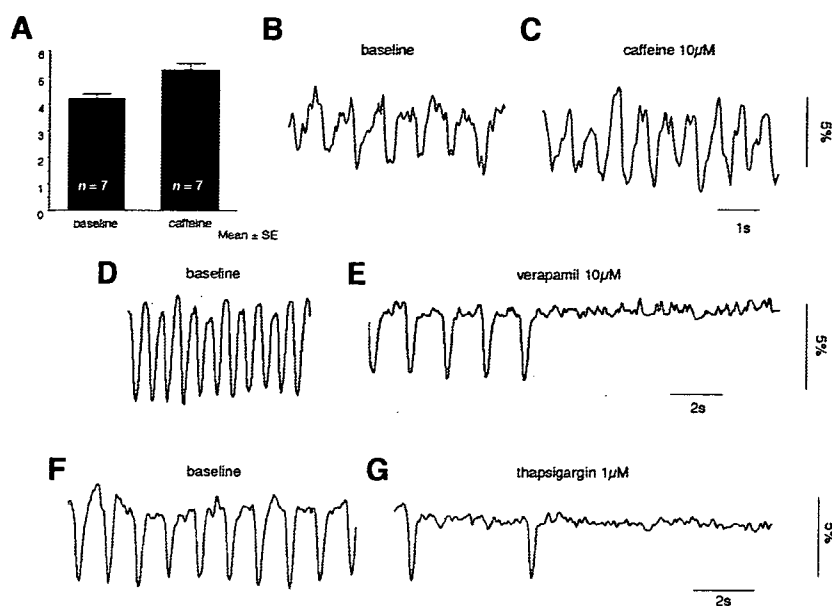 A
6
5
4
3
2
1
0
n = 7
n = 7
baseline
caffeine
Mean ± SE
B
baseline
C
caffeine 10µM
5%
1s
D
baseline
E
verapamil 10µM
5%
2s
F
baseline
G
thapsigargin 1µM
5%
2s